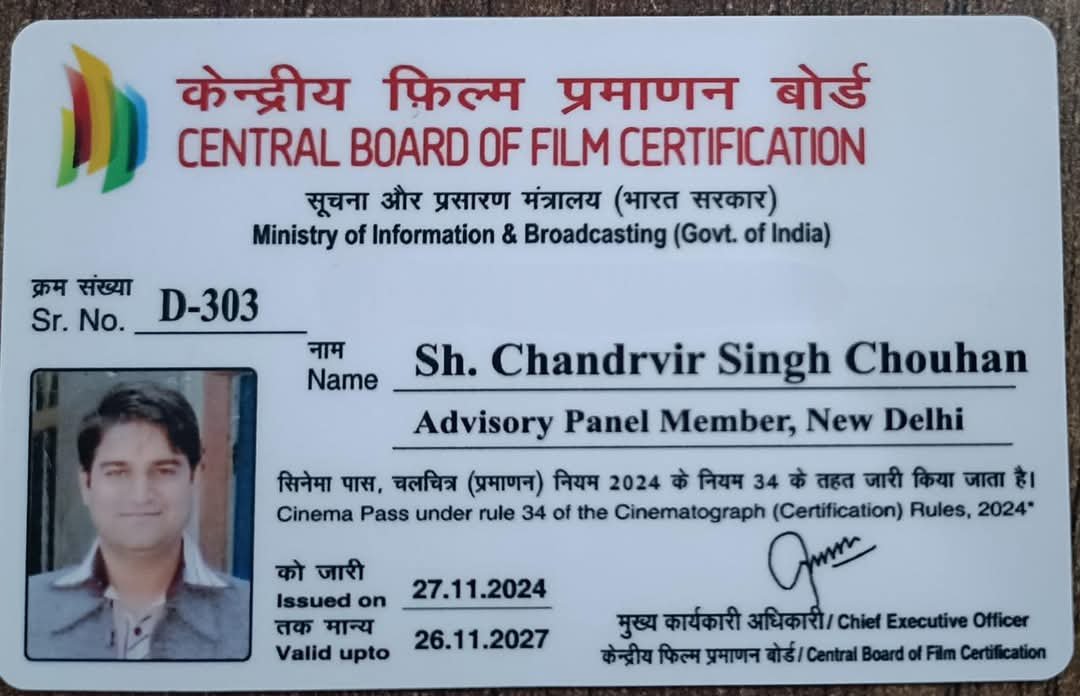 केन्द्रीय फ़िल्म प्रमाणन बोर्ड
CENTRAL BOARD OF FILM CERTIFICATION
सूचना और प्रसारण मंत्रालय (भारत सरकार)
Ministry of Information & Broadcasting (Govt. of India)
क्रम संख्या
Sr. No. D-303
नाम
Name Sh. Chandrvir Singh Chouhan
Advisory Panel Member, New Delhi
सिनेमा पास, चलचित्र (प्रमाणन) नियम 2024 के नियम 34 के तहत जारी किया जाता है।
Cinema Pass under rule 34 of the Cinematograph (Certification) Rules, 2024*
को जारी
Issued on 27.11.2024
तक मान्य
Valid upto 26.11.2027
मुख्य कार्यकारी अधिकारी/ Chief Executive Officer
केन्द्रीय फिल्म प्रमाणन बोर्ड/ Central Board of Film Certification